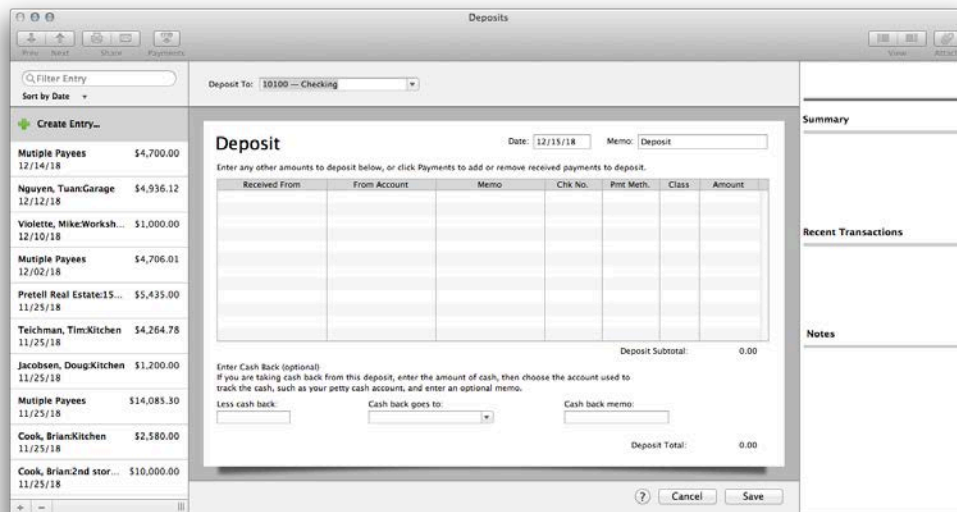 Deposits
Prev Next Share Payments View Attach
Filter Entry
Sort by Date
Deposit To: 10100 — Checking
Create Entry...
Mutiple Payees $4,700.00
12/14/18
Nguyen, Tuan:Garage $4,936.12
12/12/18
Violette, Mike:Worksh... $1,000.00
12/10/18
Mutiple Payees $4,706.01
12/02/18
Pretell Real Estate:15... $5,435.00
11/25/18
Teichman, Tim:Kitchen $4,264.78
11/25/18
Jacobsen, Doug:Kitchen $1,200.00
11/25/18
Mutiple Payees $14,085.30
11/25/18
Cook, Brian:Kitchen $2,580.00
11/25/18
Cook, Brian:2nd stor... $10,000.00
11/25/18
Deposit
Date: 12/15/18 Memo: Deposit
Enter any other amounts to deposit below, or click Payments to add or remove received payments to deposit.
Received From From Account Memo Chk No. Pmt Meth. Class Amount
Deposit Subtotal: 0.00
Enter Cash Back (optional)
If you are taking cash back from this deposit, enter the amount of cash, then choose the account used to
track the cash, such as your petty cash account, and enter an optional memo.
Less cash back: Cash back goes to: Cash back memo:
Deposit Total: 0.00
? Cancel Save
Summary
Recent Transactions
Notes